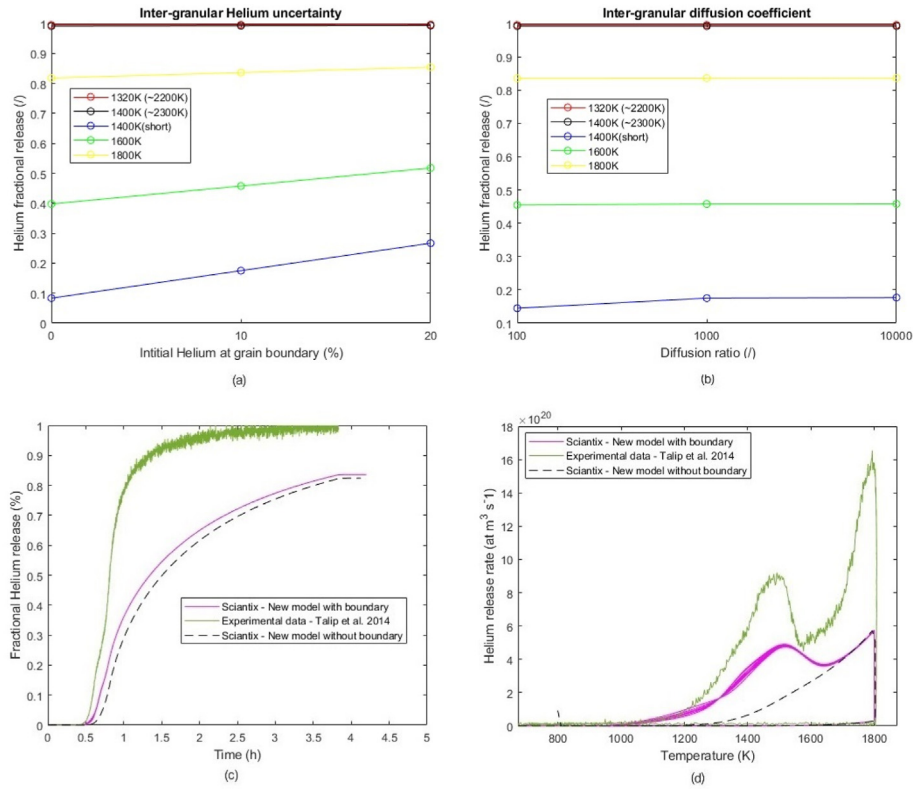 Inter-granular Helium uncertainty
Helium fractional release (/)
1
0.9
0.8
0.7
0.6
0.5
0.4
0.3
0.2
0.1
0
1320K (~2200K)
1400K (~2300K)
1400K(short)
1600K
1800K
0 10 20
Intitial Helium at grain boundary (%)
(a)
Inter-granular diffusion coefficient
Helium fractional release (/)
1
0.9
0.8
0.7
0.6
0.5
0.4
0.3
0.2
0.1
1320K (~2200K)
1400K (~2300K)
1400K(short)
1600K
1800K
100 1000 10000
Diffusion ratio (/)
(b)
Fractional Helium release (%)
1
0.9
0.8
0.7
0.6
0.5
0.4
0.3
0.2
0.1
0
Sciantix - New model with boundary
Experimental data - Talip et al. 2014
Sciantix - New model without boundary
0 0.5 1 1.5 2 2.5 3 3.5 4 4.5 5
Time (h)
(c)
× 10^20
Helium release rate (at m^3 s^-1)
18
16
14
12
10
8
6
4
2
0
Sciantix - New model with boundary
Experimental data - Talip et al. 2014
Sciantix - New model without boundary
800 1000 1200 1400 1600 1800
Temperature (K)
(d)